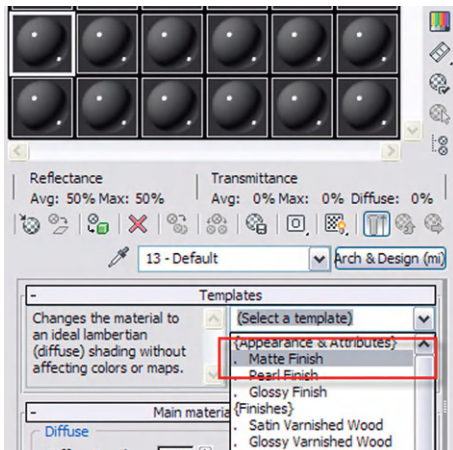 Reflectance
Transmittance
Avg: 50% Max: 50%
Avg: 0% Max: 0% Diffuse: 0%
13 - Default
Arch & Design (mi)
- Templates
Changes the material to
an ideal lambertian
(diffuse) shading without
affecting colors or maps.
(Select a template)
{Appearance & Attributes}
. Matte Finish
. Pearl Finish
. Glossy Finish
{Finishes}
. Satin Varnished Wood
. Glossy Varnished Wood
- Main materia
Diffuse